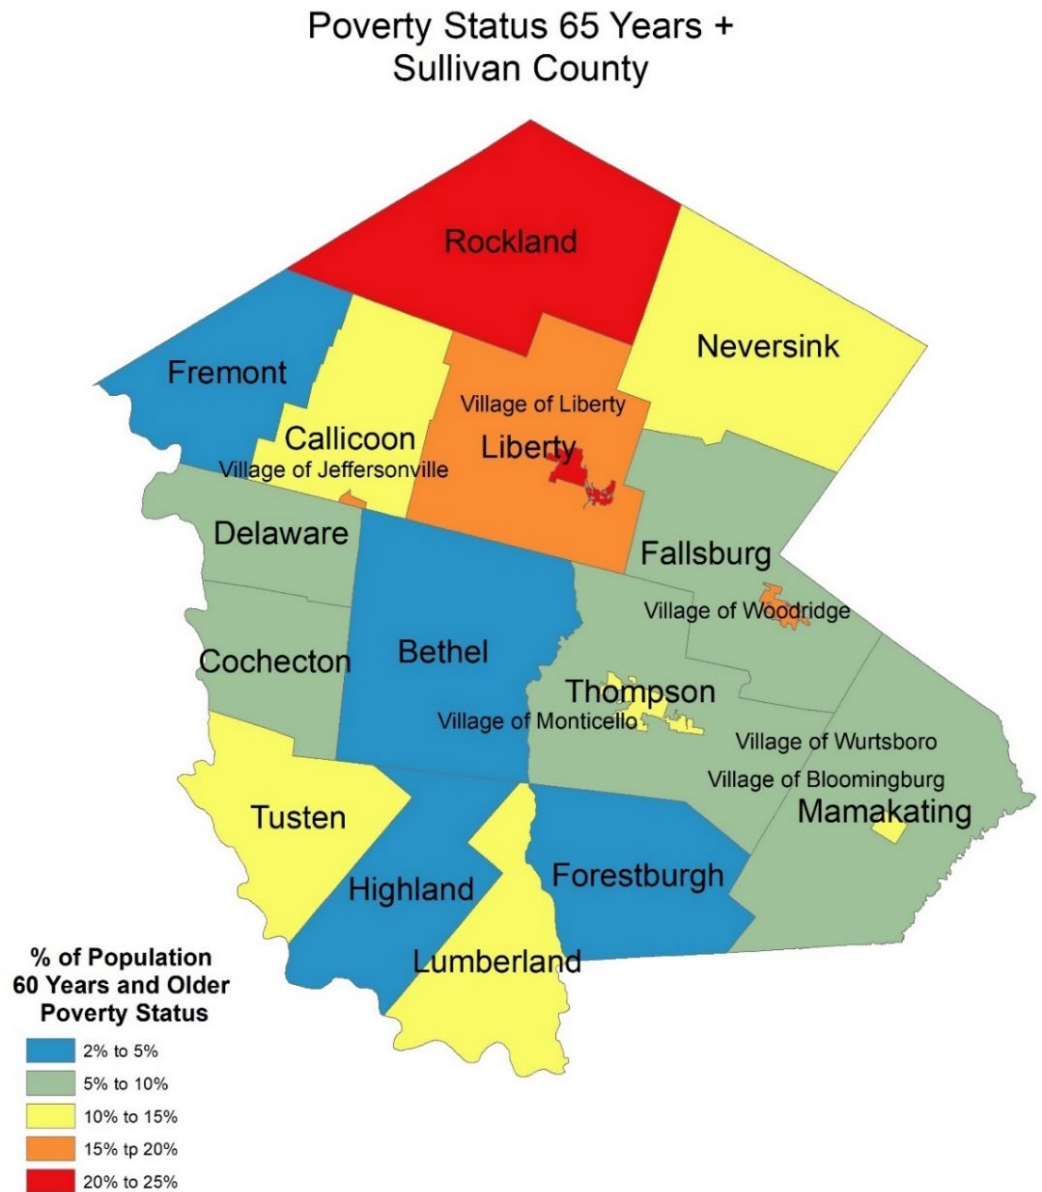 Poverty Status 65 Years +
Sullivan County
Rockland
Neversink
Fremont
Village of Liberty
Callicoon
Liberty
Village of Jeffersonville
Delaware
Fallsburg
Village of Woodridge
Bethel
Cochecton
Thompson
Village of Monticello
Village of Wurtsboro
Village of Bloomingburg
Mamakating
Tusten
Highland
Forestburgh
Lumberland
% of Population
60 Years and Older
Poverty Status
2% to 5%
5% to 10%
10% to 15%
15% tp 20%
20% to 25%